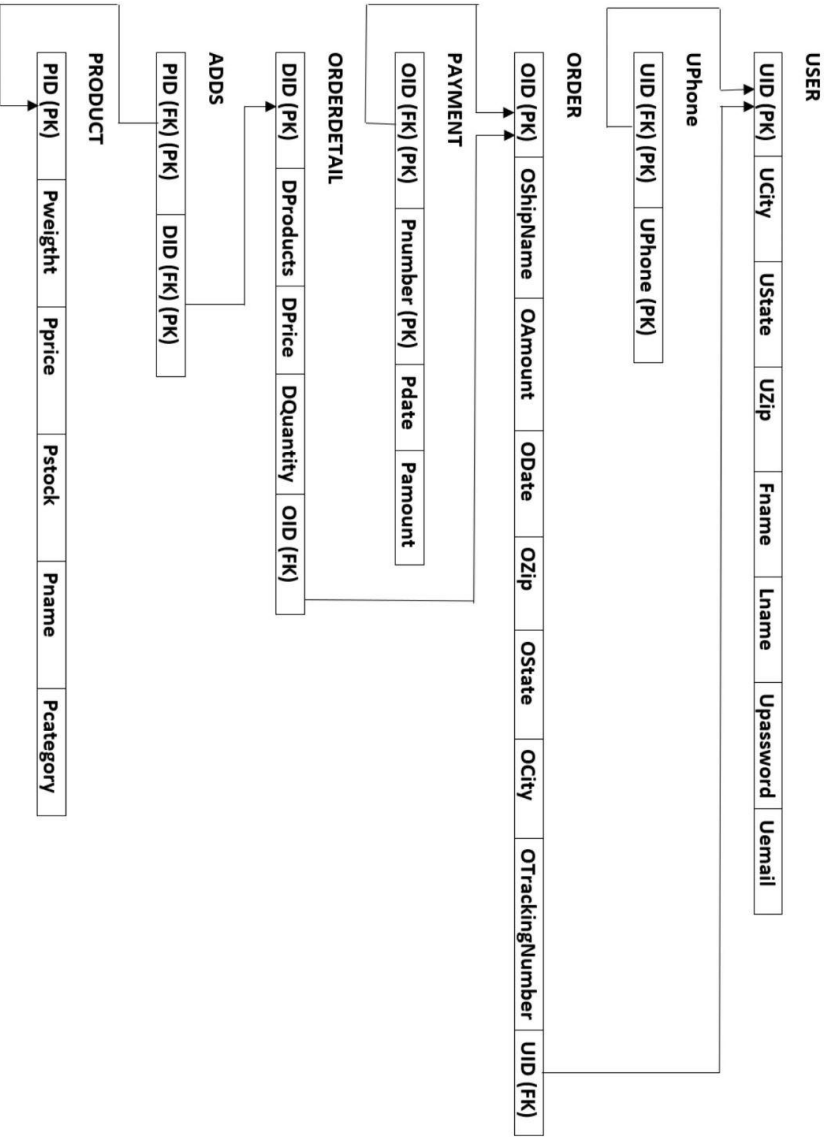 USER
UID (PK) UCity UState UZip Fname Lname Upassword Uemail
UPhone
UID (FK) (PK) UPhone (PK)
ORDER
OID (PK) OShipName OAmount ODate OZip OState OCity OTrackingNumber UID (FK)
PAYMENT
OID (FK) (PK) Pnumber (PK) Pdate Pamount
ORDERDETAIL
DID (PK) DProducts DPrice DQuantity OID (FK)
ADDS
PID (FK) (PK) DID (FK) (PK)
PRODUCT
PID (PK) Pweigtht Pprice Pstock Pname Pcategory